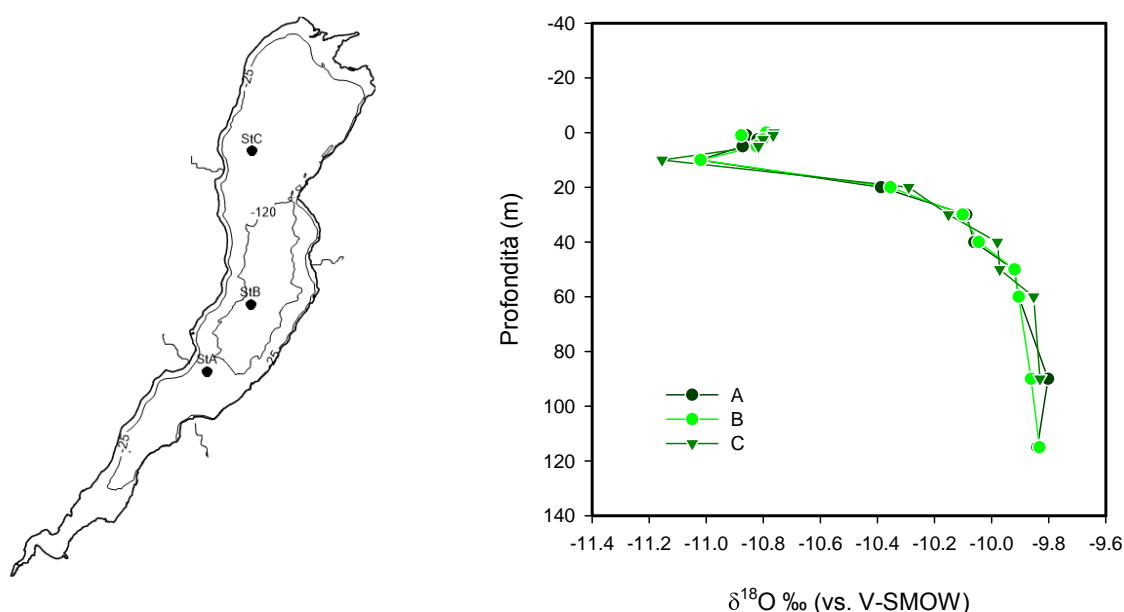 -25
StC
-120
StB
-25
StA
-25
-40
-20
0
20
40
60
80
100
120
140
Profondità (m)
A
B
C
-11.4 -11.2 -11.0 -10.8 -10.6 -10.4 -10.2 -10.0 -9.8 -9.6
δ¹⁸O ‰ (vs. V-SMOW)